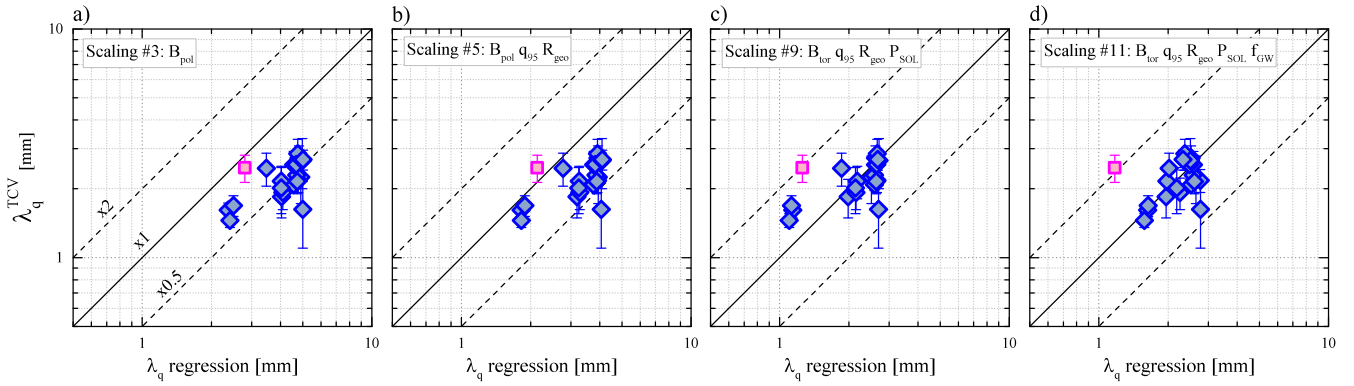 a)
b)
c)
d)
Scaling #3: B_pol
Scaling #5: B_pol q_95 R_geo
Scaling #9: B_tor q_95 R_geo P_SOL
Scaling #11: B_tor q_95 R_geo P_SOL f_GW
λ_q^TCV [mm]
10
1
x2
x1
x0.5
1
10
1
10
1
10
1
10
λ_q regression [mm]
λ_q regression [mm]
λ_q regression [mm]
λ_q regression [mm]